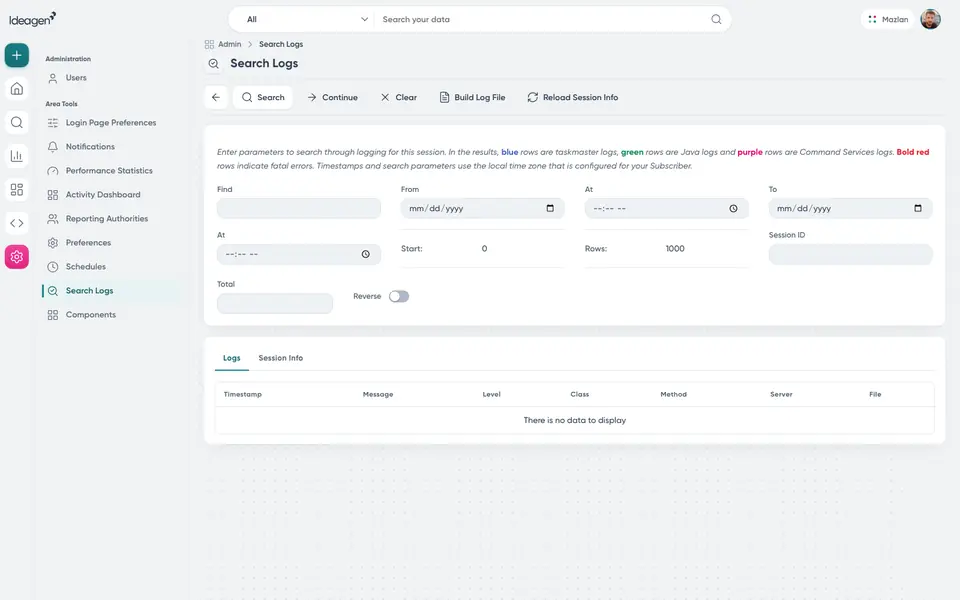 Ideagen
All
Search your data
Mazlan
Admin
Search Logs
Search Logs
Administration
Users
Area Tools
Login Page Preferences
Notifications
Performance Statistics
Activity Dashboard
Reporting Authorities
Preferences
Schedules
Search Logs
Components
Search
Continue
Clear
Build Log File
Reload Session Info
Enter parameters to search through logging for this session. In the results, blue rows are taskmaster logs, green rows are Java logs and purple rows are Command Services logs. Bold red
rows indicate fatal errors. Timestamps and search parameters use the local time zone that is configured for your Subscriber.
Find
From
At
To
mm/dd/yyyy
--:-- --
mm/dd/yyyy
At
--:-- --
Start: 0
Rows: 1000
Session ID
Total
Reverse
Logs
Session Info
Timestamp
Message
Level
Class
Method
Server
File
There is no data to display